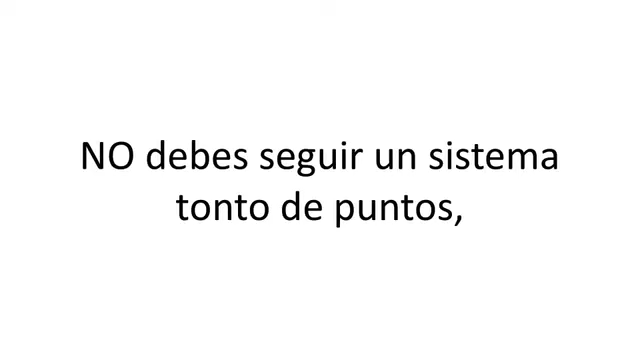 NO debes seguir un sistema
tonto de puntos,